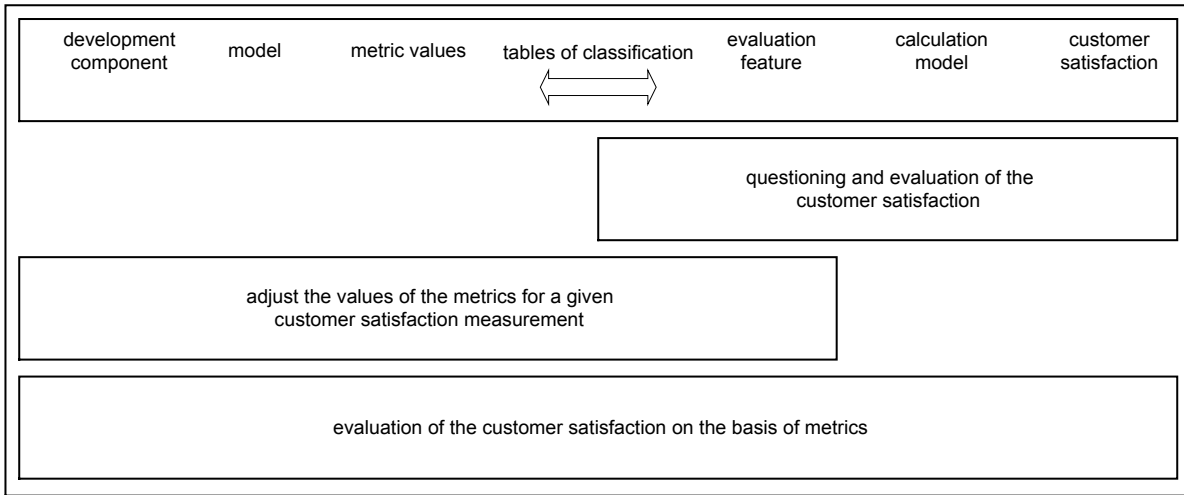 development
component
model
metric values
tables of classification
evaluation
feature
calculation
model
customer
satisfaction
questioning and evaluation of the
customer satisfaction
adjust the values of the metrics for a given
customer satisfaction measurement
evaluation of the customer satisfaction on the basis of metrics